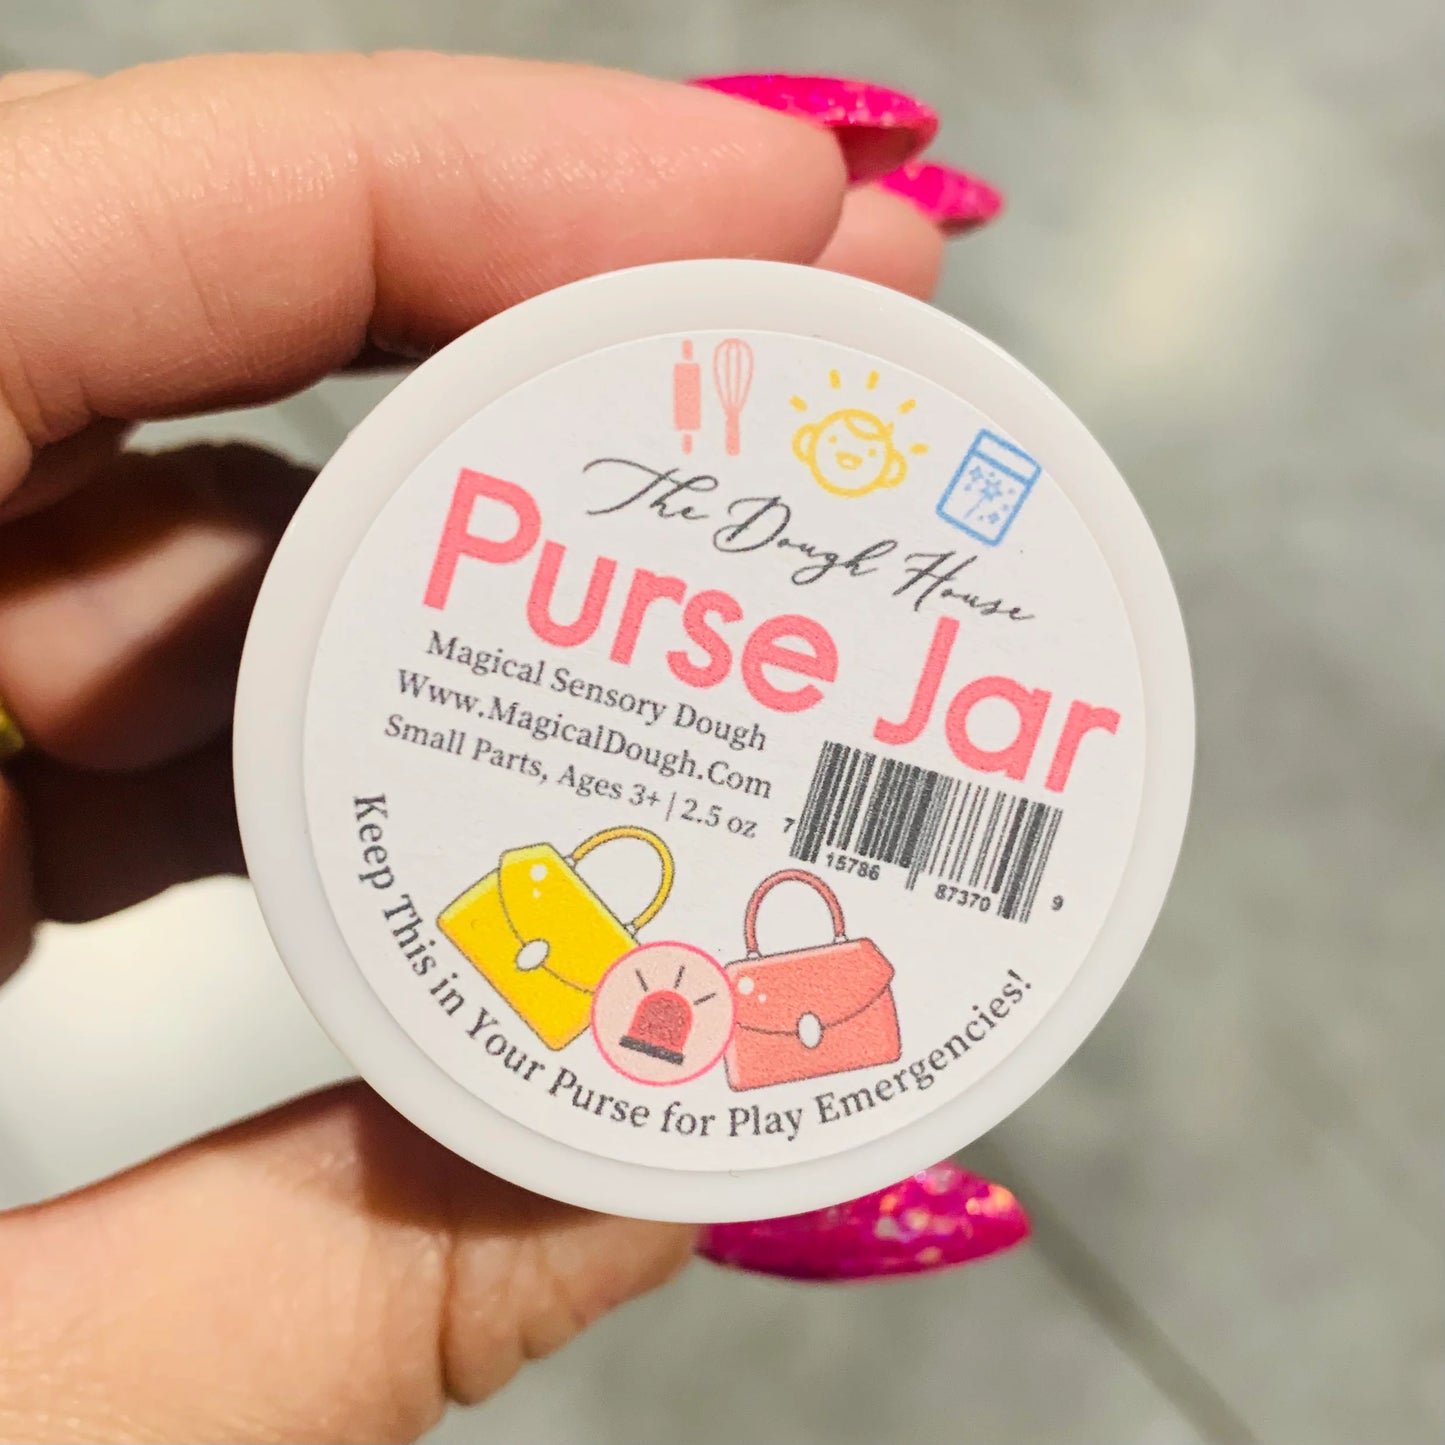 The Dough House
Purse Jar
Magical Sensory Dough
Www.MagicalDough.Com
Small Parts, Ages 3+ | 2.5 oz
7 15786 87370 9
Keep This in Your Purse for Play Emergencies!